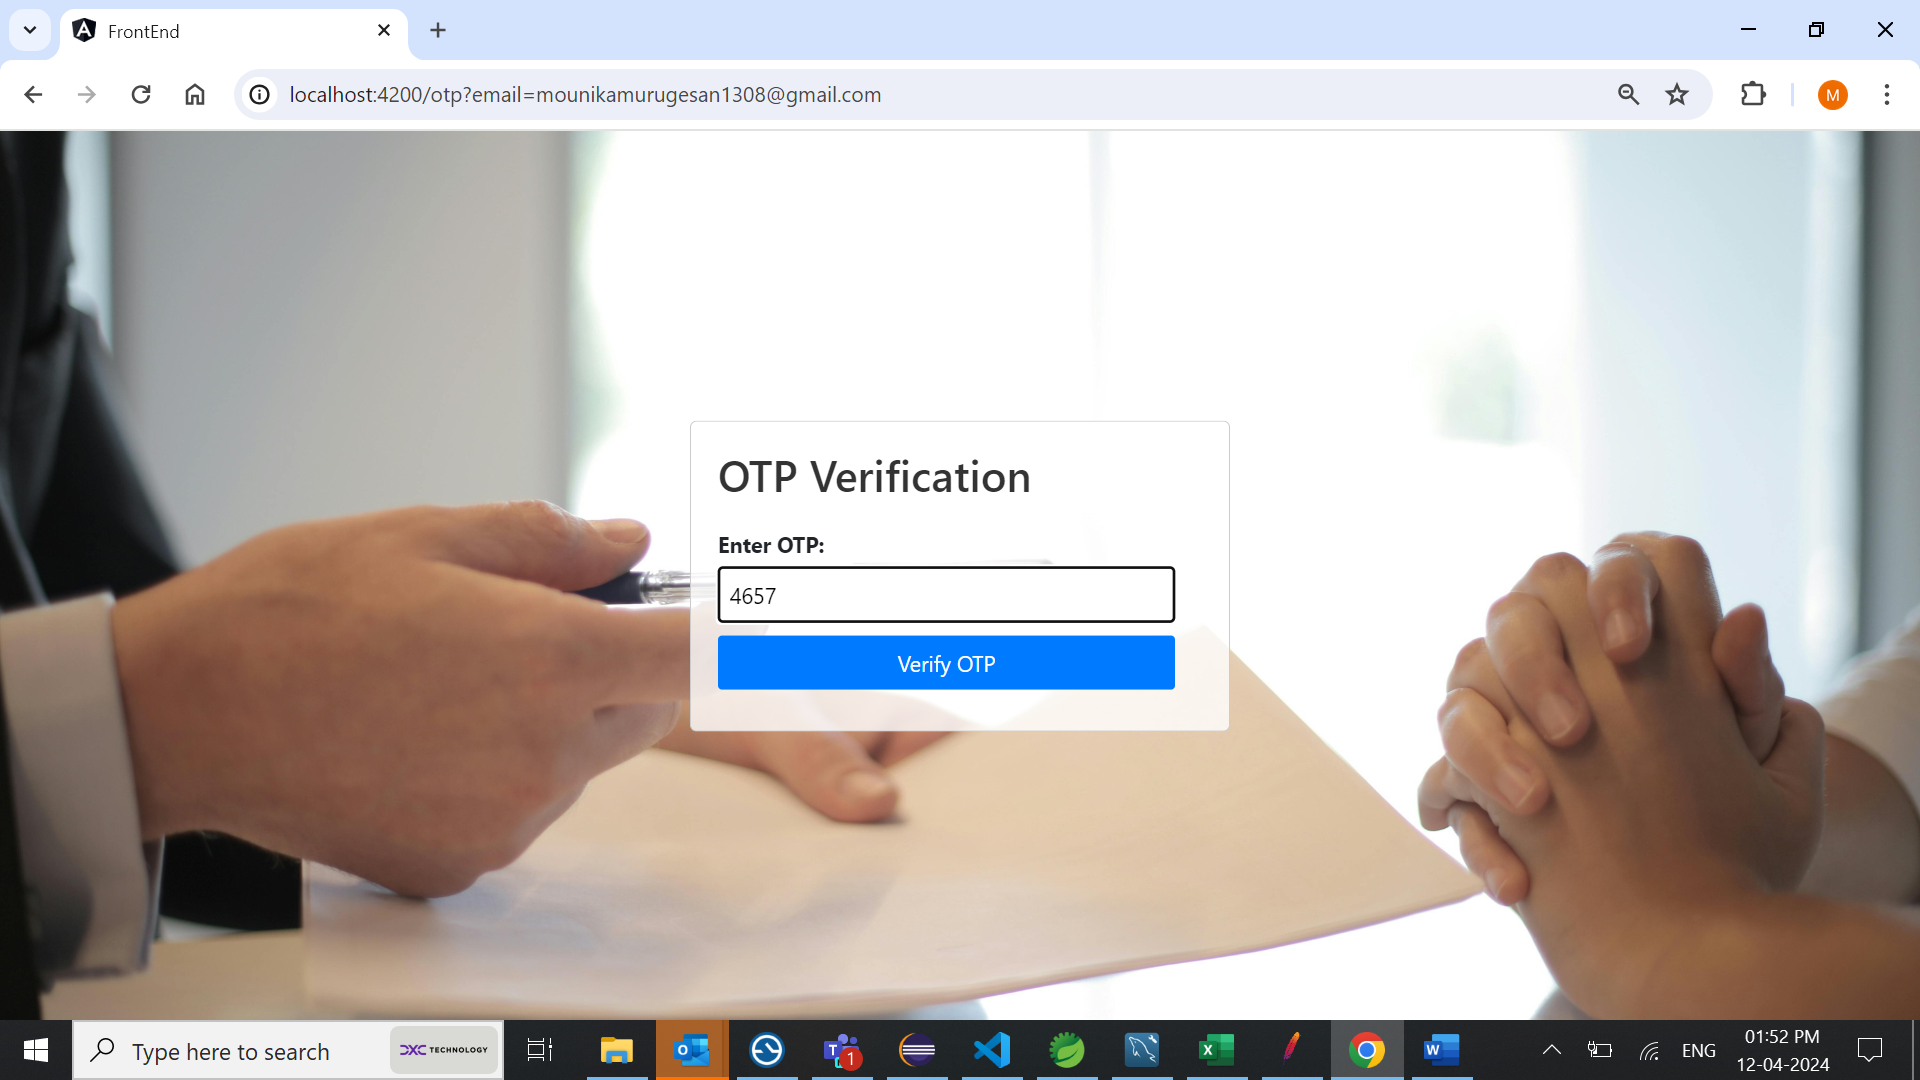 FrontEnd
localhost:4200/otp?email=mounikamurugesan1308@gmail.com
M
OTP Verification
Enter OTP:
4657
Verify OTP
Type here to search
DXC TECHNOLOGY
1
ENG
01:52 PM
12-04-2024